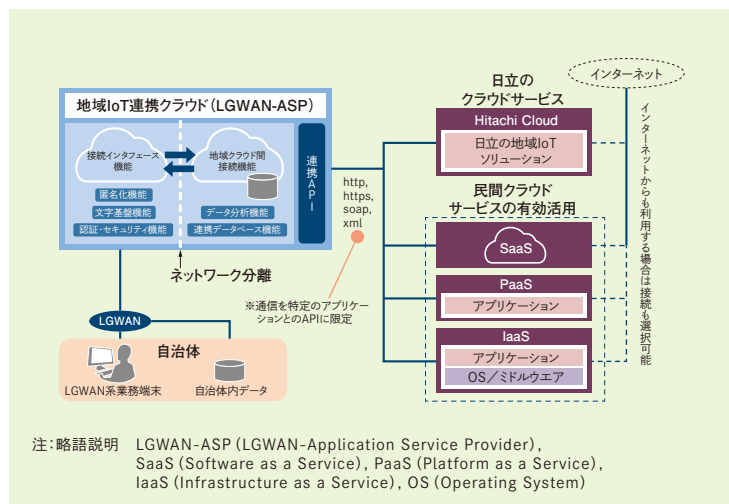 地域IoT連携クラウド(LGWAN-ASP)
接続インタフェース
機能
地域クラウド間
接続機能
匿名化機能
文字基盤機能
認証・セキュリティ機能
データ分析機能
連携データベース機能
連携API
ネットワーク分離
LGWAN
自治体
LGWAN系業務端末
自治体内データ
http,
https,
soap,
xml
※通信を特定のアプリケー
ションとのAPIに限定
日立の
クラウドサービス
Hitachi Cloud
日立の地域IoT
ソリューション
民間クラウド
サービスの有効活用
SaaS
PaaS
アプリケーション
IaaS
アプリケーション
OS/ミドルウエア
インターネット
インターネットからも利用する場合は接続も選択可能
注:略語説明 LGWAN-ASP(LGWAN-Application Service Provider),
SaaS(Software as a Service),PaaS(Platform as a Service),
IaaS(Infrastructure as a Service),OS(Operating System)